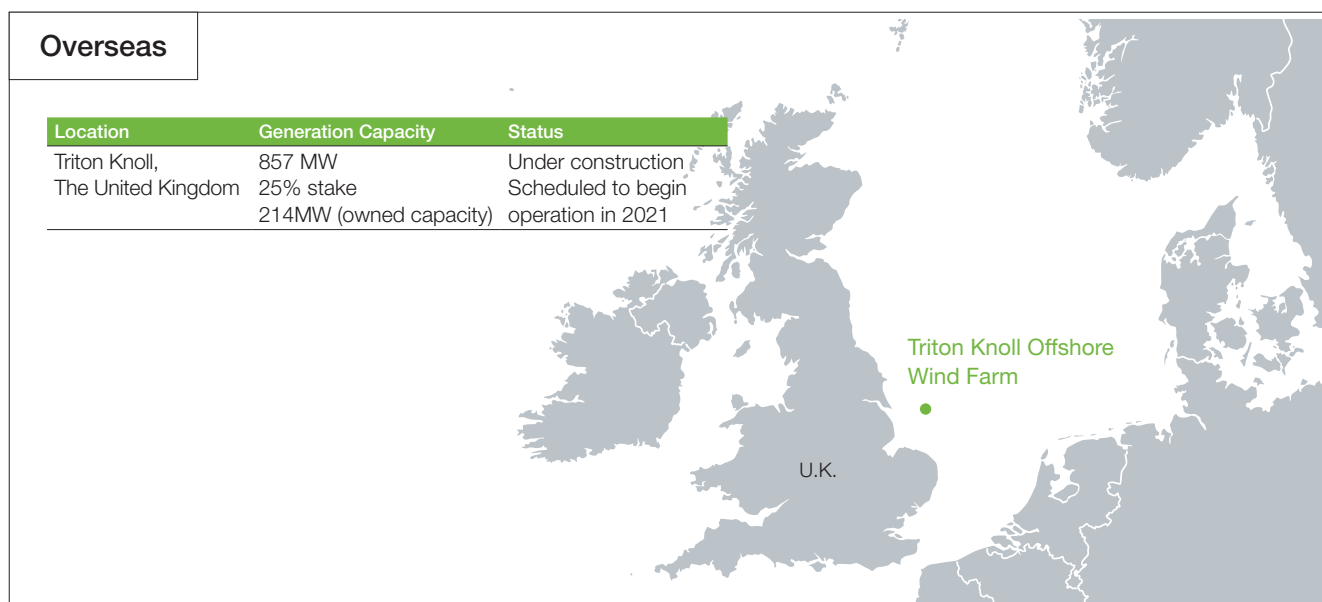 Overseas
Location Generation Capacity Status
Triton Knoll, 857 MW Under construction
The United Kingdom 25% stake Scheduled to begin
214MW (owned capacity) operation in 2021
Triton Knoll Offshore
Wind Farm
U.K.